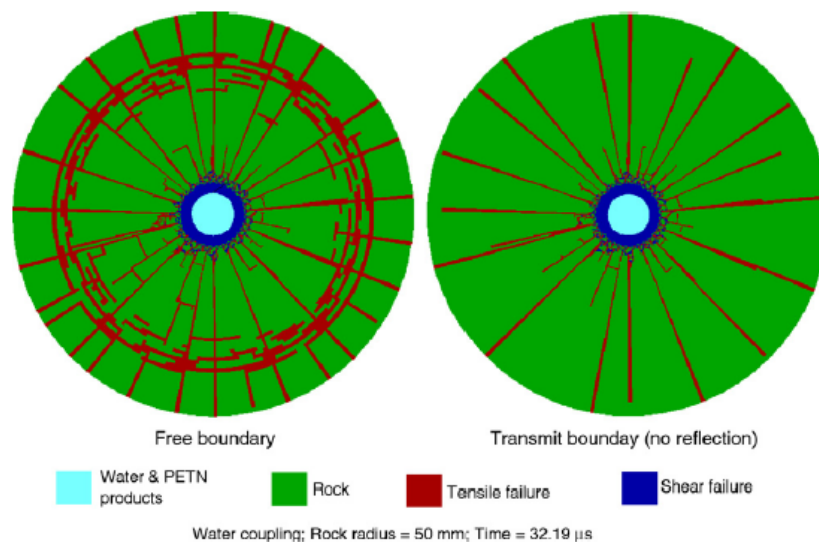 Free boundary
Transmit bounday (no reflection)
Water & PETN
products
Rock
Tensile failure
Shear failure
Water coupling; Rock radius = 50 mm; Time = 32.19 µs